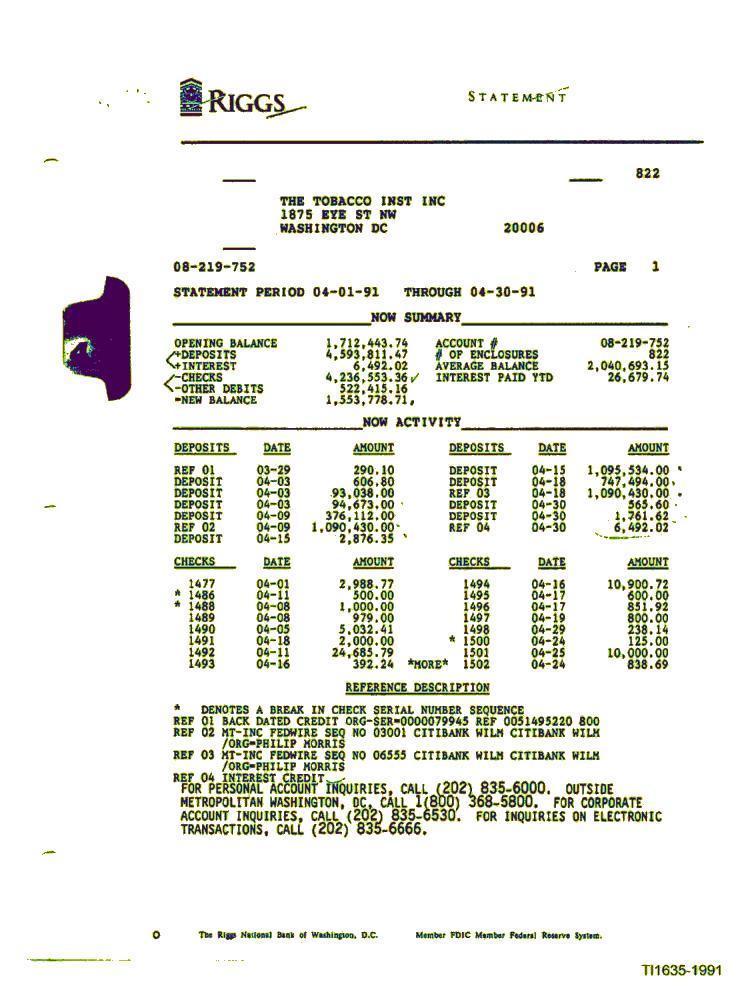 RIGGS STATEMENT
822
THE TOBACCO INST INC
1875 EYE ST NW
WASHINGTON DC 20006
08-219-752 PAGE 1
STATEMENT PERIOD 04-01-91 THROUGH 04-30-91
NOW SUMMARY
OPENING BALANCE 1,712,443.74 ACCOUNT # 08-219-752
+DEPOSITS 4,593,811.47 # OF ENCLOSURES 822
+INTEREST 6,492.02 AVERAGE BALANCE 2,040,693.15
-CHECKS 4,236,553.36 INTEREST PAID YTD 26,679.74
-OTHER DEBITS 522,415.16
=NEW BALANCE 1,553,778.71
NOW ACTIVITY
DEPOSITS DATE AMOUNT DEPOSITS DATE AMOUNT
REF 01 03-29 290.10 DEPOSIT 04-15 1,095,534.00
DEPOSIT 04-03 606.80 DEPOSIT 04-18 747,494.00
DEPOSIT 04-03 93,038.00 REF 03 04-18 1,090,430.00
DEPOSIT 04-03 94,673.00 DEPOSIT 04-30 565.60
DEPOSIT 04-09 376,112.00 DEPOSIT 04-30 1,761.62
REF 02 04-09 1,090,430.00 REF 04 04-30 6,492.02
DEPOSIT 04-15 2,876.35
CHECKS DATE AMOUNT CHECKS DATE AMOUNT
1477 04-01 2,988.77 1494 04-16 10,900.72
* 1486 04-11 500.00 1495 04-17 600.00
* 1488 04-08 1,000.00 1496 04-17 851.92
1489 04-08 979.00 1497 04-19 800.00
1490 04-05 5,032.41 1498 04-29 238.14
1491 04-18 2,000.00 * 1500 04-24 125.00
1492 04-11 24,685.79 1501 04-25 10,000.00
1493 04-16 392.24 *MORE* 1502 04-24 838.69
REFERENCE DESCRIPTION
* DENOTES A BREAK IN CHECK SERIAL NUMBER SEQUENCE
REF 01 BACK DATED CREDIT ORG-SER=0000079945 REF 0051495220 800
REF 02 MT-INC FEDWIRE SEQ NO 03001 CITIBANK WILM CITIBANK WILM
/ORG=PHILIP MORRIS
REF 03 MT-INC FEDWIRE SEQ NO 06555 CITIBANK WILM CITIBANK WILM
/ORG=PHILIP MORRIS
REF 04 INTEREST CREDIT
FOR PERSONAL ACCOUNT INQUIRIES, CALL (202) 835-6000. OUTSIDE
METROPOLITAN WASHINGTON, DC, CALL 1(800) 368-5800. FOR CORPORATE
ACCOUNT INQUIRIES, CALL (202) 835-6530. FOR INQUIRIES ON ELECTRONIC
TRANSACTIONS, CALL (202) 835-6666.
The Riggs National Bank of Washington, D.C. Member FDIC Member Federal Reserve System.
TI1635-1991